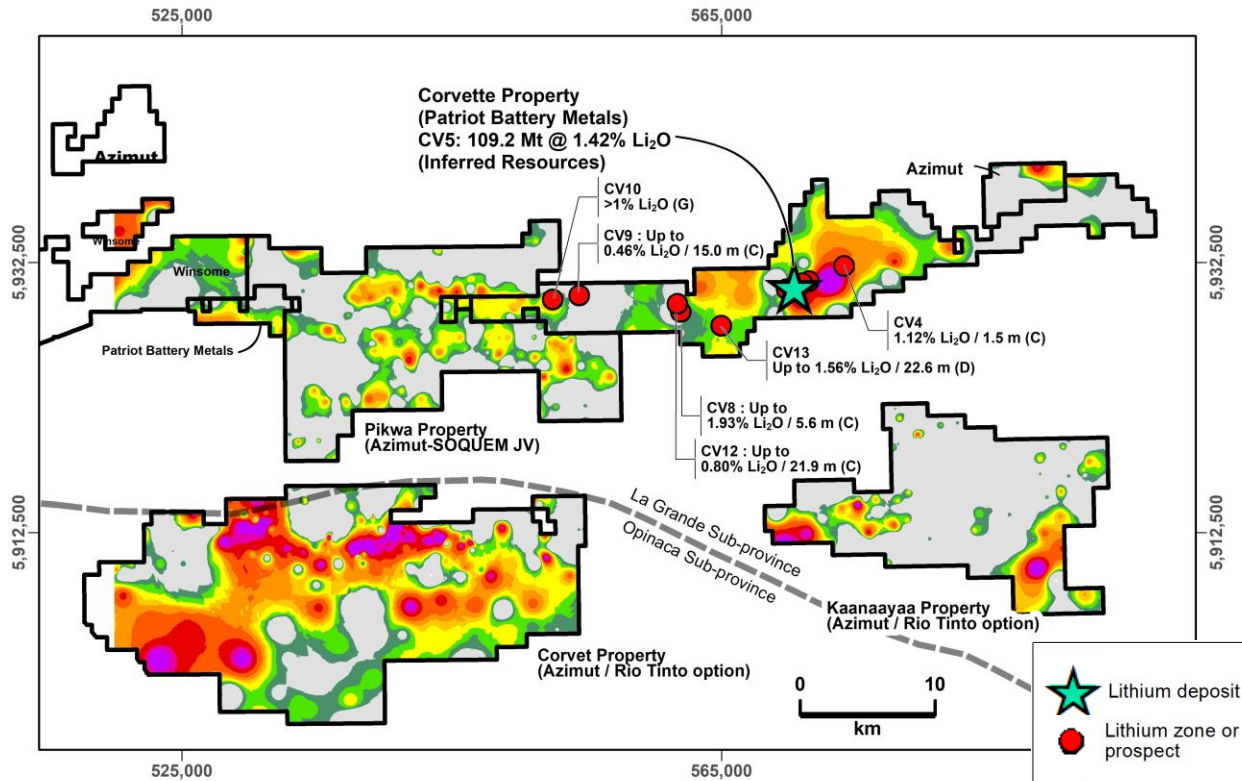 525,000
565,000
Corvette Property
(Patriot Battery Metals)
CV5: 109.2 Mt @ 1.42% Li₂O
(Inferred Resources)
Azimut
Azimut
CV10
>1% Li₂O (G)
CV9 : Up to
0.46% Li₂O / 15.0 m (C)
Winsome
Winsome
5,932,500
5,932,500
Patriot Battery Metals
CV4
1.12% Li₂O / 1.5 m (C)
CV13
Up to 1.56% Li₂O / 22.6 m (D)
CV8 : Up to
1.93% Li₂O / 5.6 m (C)
CV12 : Up to
0.80% Li₂O / 21.9 m (C)
Pikwa Property
(Azimut-SOQUEM JV)
La Grande Sub-province
Opinaca Sub-province
5,912,500
5,912,500
Kaanaayaa Property
(Azimut / Rio Tinto option)
Corvet Property
(Azimut / Rio Tinto option)
0
10
km
Lithium deposit
Lithium zone or
prospect
525,000
565,000